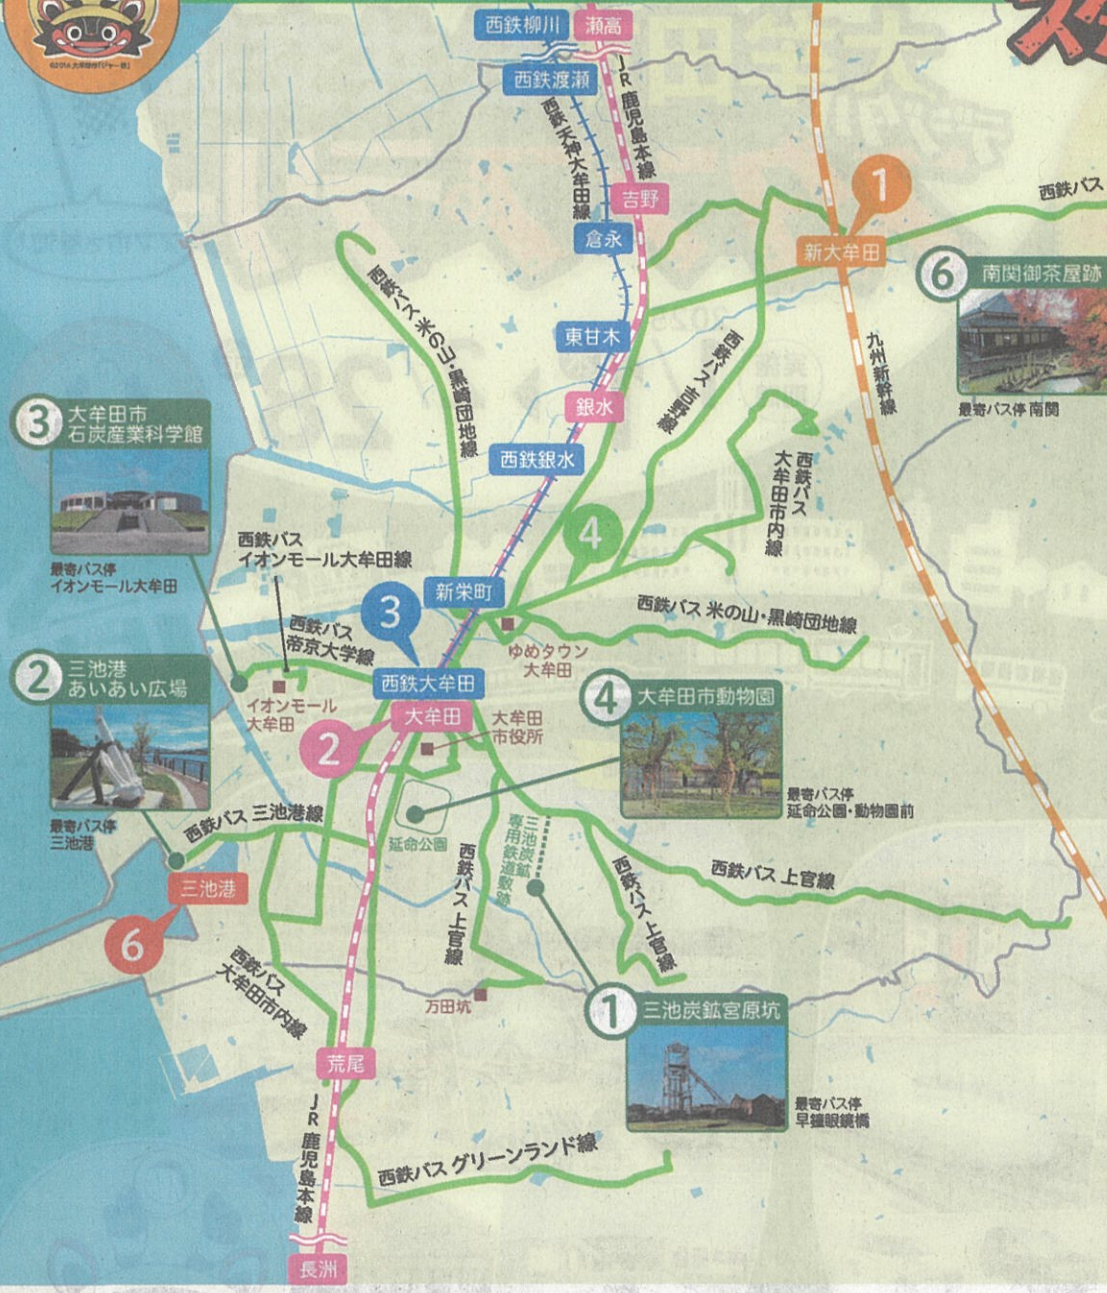 西鉄柳川
瀬高
西鉄渡瀬
JR 鹿児島本線
西鉄 天神大牟田線
吉野
1
西鉄バス
倉永
新大牟田
6 南関御茶屋跡
西鉄バス 米の山・黒崎団地線
東甘木
西鉄バス 吉野線
九州新幹線
最寄バス停 南関
銀水
3 大牟田市
石炭産業科学館
西鉄銀水
西鉄バス
大牟田市内線
4
西鉄バス
イオンモール大牟田線
最寄バス停
イオンモール大牟田
新栄町
3
西鉄バス 米の山・黒崎団地線
西鉄バス
帝京大学線
ゆめタウン
大牟田
2 三池港
あいあい広場
西鉄大牟田
イオンモール
大牟田
4 大牟田市動物園
大牟田
大牟田
市役所
2
最寄バス停
延命公園・動物園前
最寄バス停
三池港
西鉄バス 三池港線
延命公園
三池炭鉱
専用鉄道敷跡
西鉄バス 上官線
西鉄バス 上官線
西鉄バス 上官線
三池港
6
西鉄バス
大牟田市内線
万田坑
1 三池炭鉱宮原坑
荒尾
最寄バス停
早鐘眼鏡橋
JR 鹿児島本線
西鉄バス グリーンランド線
長洲